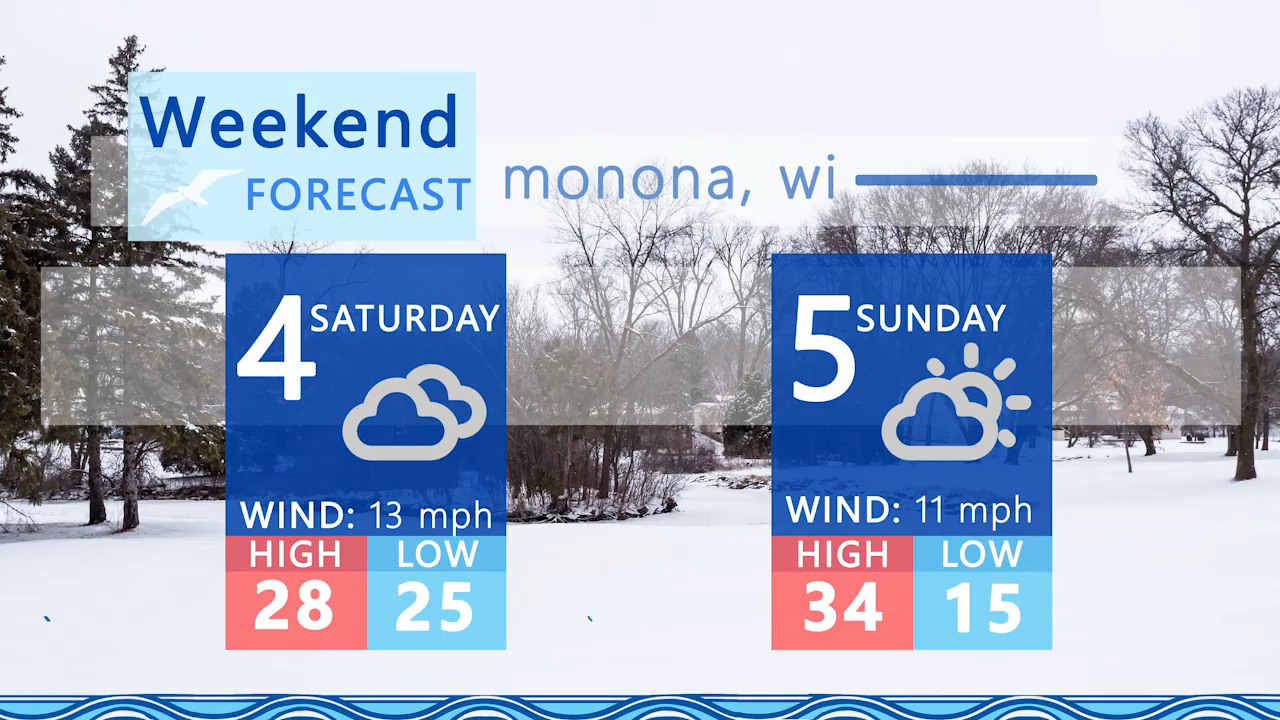 Weekend
FORECAST
monona, wi
4 SATURDAY
WIND: 13 mph
HIGH LOW
28 25
5 SUNDAY
WIND: 11 mph
HIGH LOW
34 15